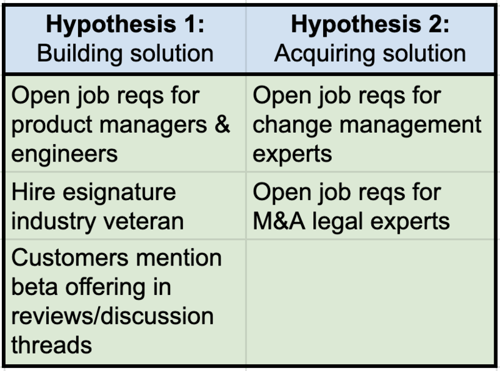 Hypothesis 1:
Building solution
Hypothesis 2:
Acquiring solution
Open job reqs for
product managers &
engineers
Open job reqs for
change management
experts
Hire esignature
industry veteran
Open job reqs for
M&A legal experts
Customers mention
beta offering in
reviews/discussion
threads